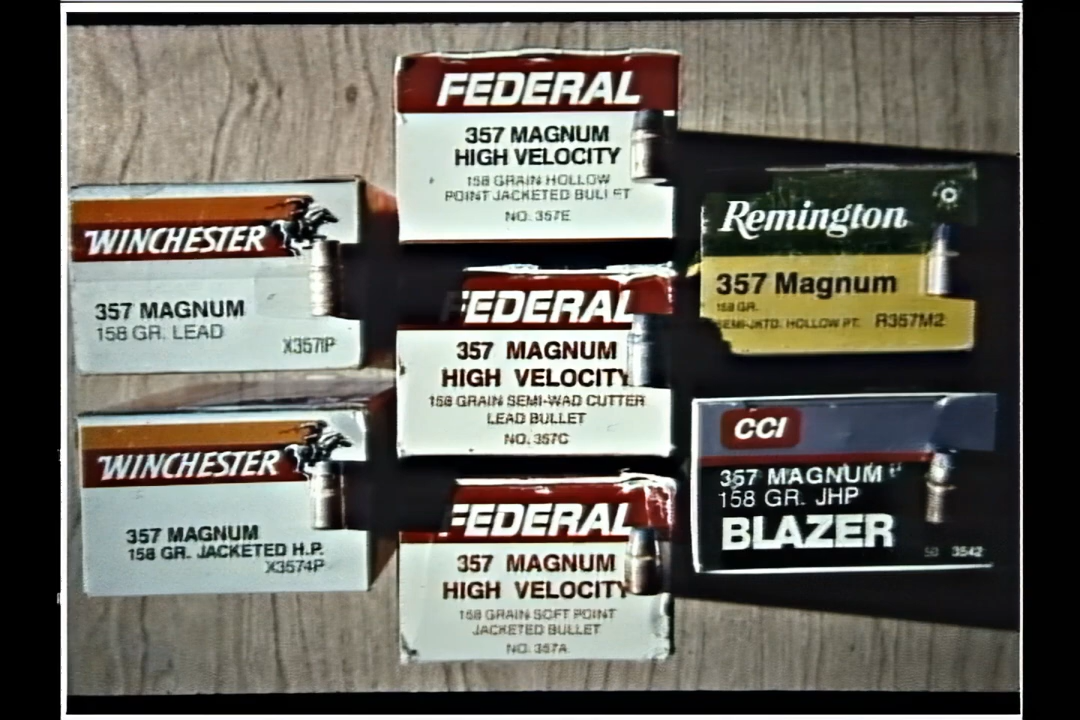 WINCHESTER
357 MAGNUM
158 GR. LEAD
X357IP
WINCHESTER
357 MAGNUM
158 GR. JACKETED H.P.
X3574P
FEDERAL
357 MAGNUM
HIGH VELOCITY
158 GRAIN HOLLOW
POINT JACKETED BULLET
NO. 357E
FEDERAL
357 MAGNUM
HIGH VELOCITY
158 GRAIN SEMI-WAD CUTTER
LEAD BULLET
NO. 357C
FEDERAL
357 MAGNUM
HIGH VELOCITY
158 GRAIN SOFT POINT
JACKETED BULLET
NO. 357A
Remington
357 Magnum
158 GR.
SEMI-JKTD. HOLLOW PT. R357M2
CCI
357 MAGNUM
158 GR. JHP
BLAZER
50 3542